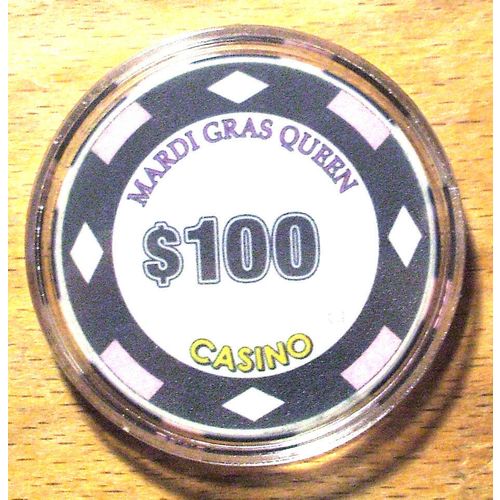 MARDI GRAS QUEEN
$100
CASINO